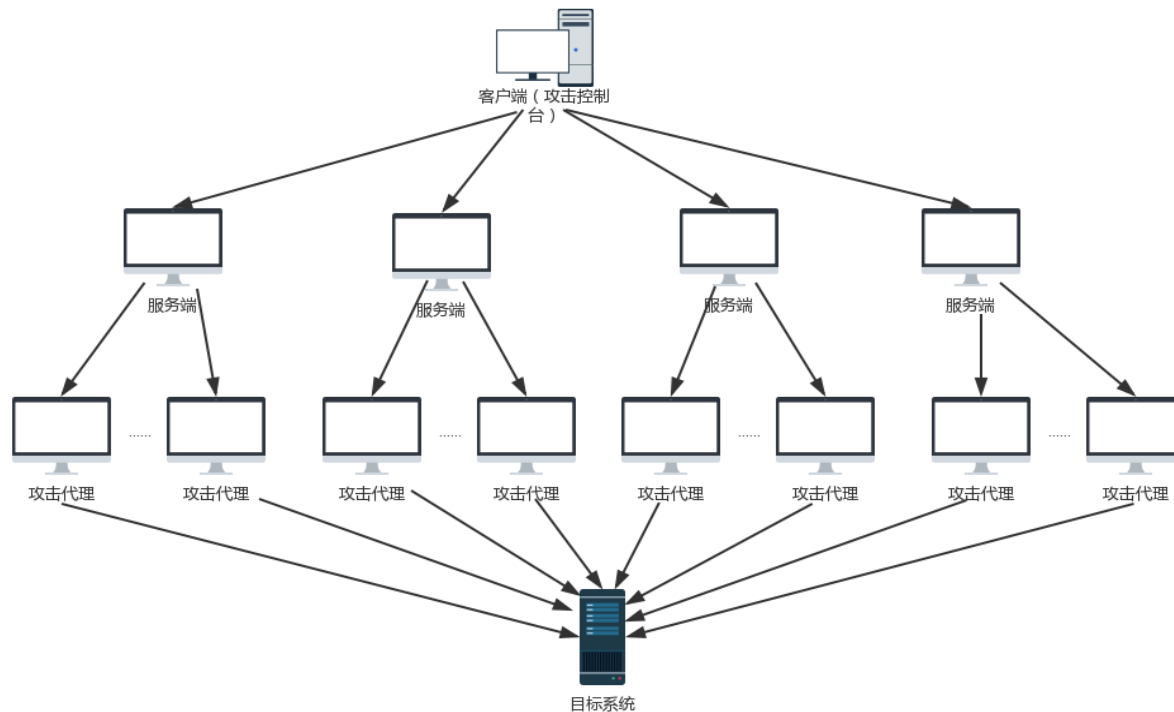 客户端（攻击控制
台）
服务端
服务端
服务端
服务端
......
......
......
......
攻击代理
攻击代理
攻击代理
攻击代理
攻击代理
攻击代理
攻击代理
攻击代理
目标系统